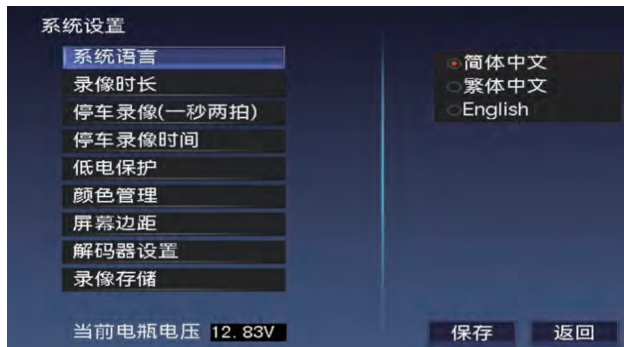 系统设置
系统语言
录像时长
停车录像(一秒两拍)
停车录像时间
低电保护
颜色管理
屏幕边距
解码器设置
录像存储
简体中文
繁体中文
English
当前电瓶电压 12.83V
保存 返回